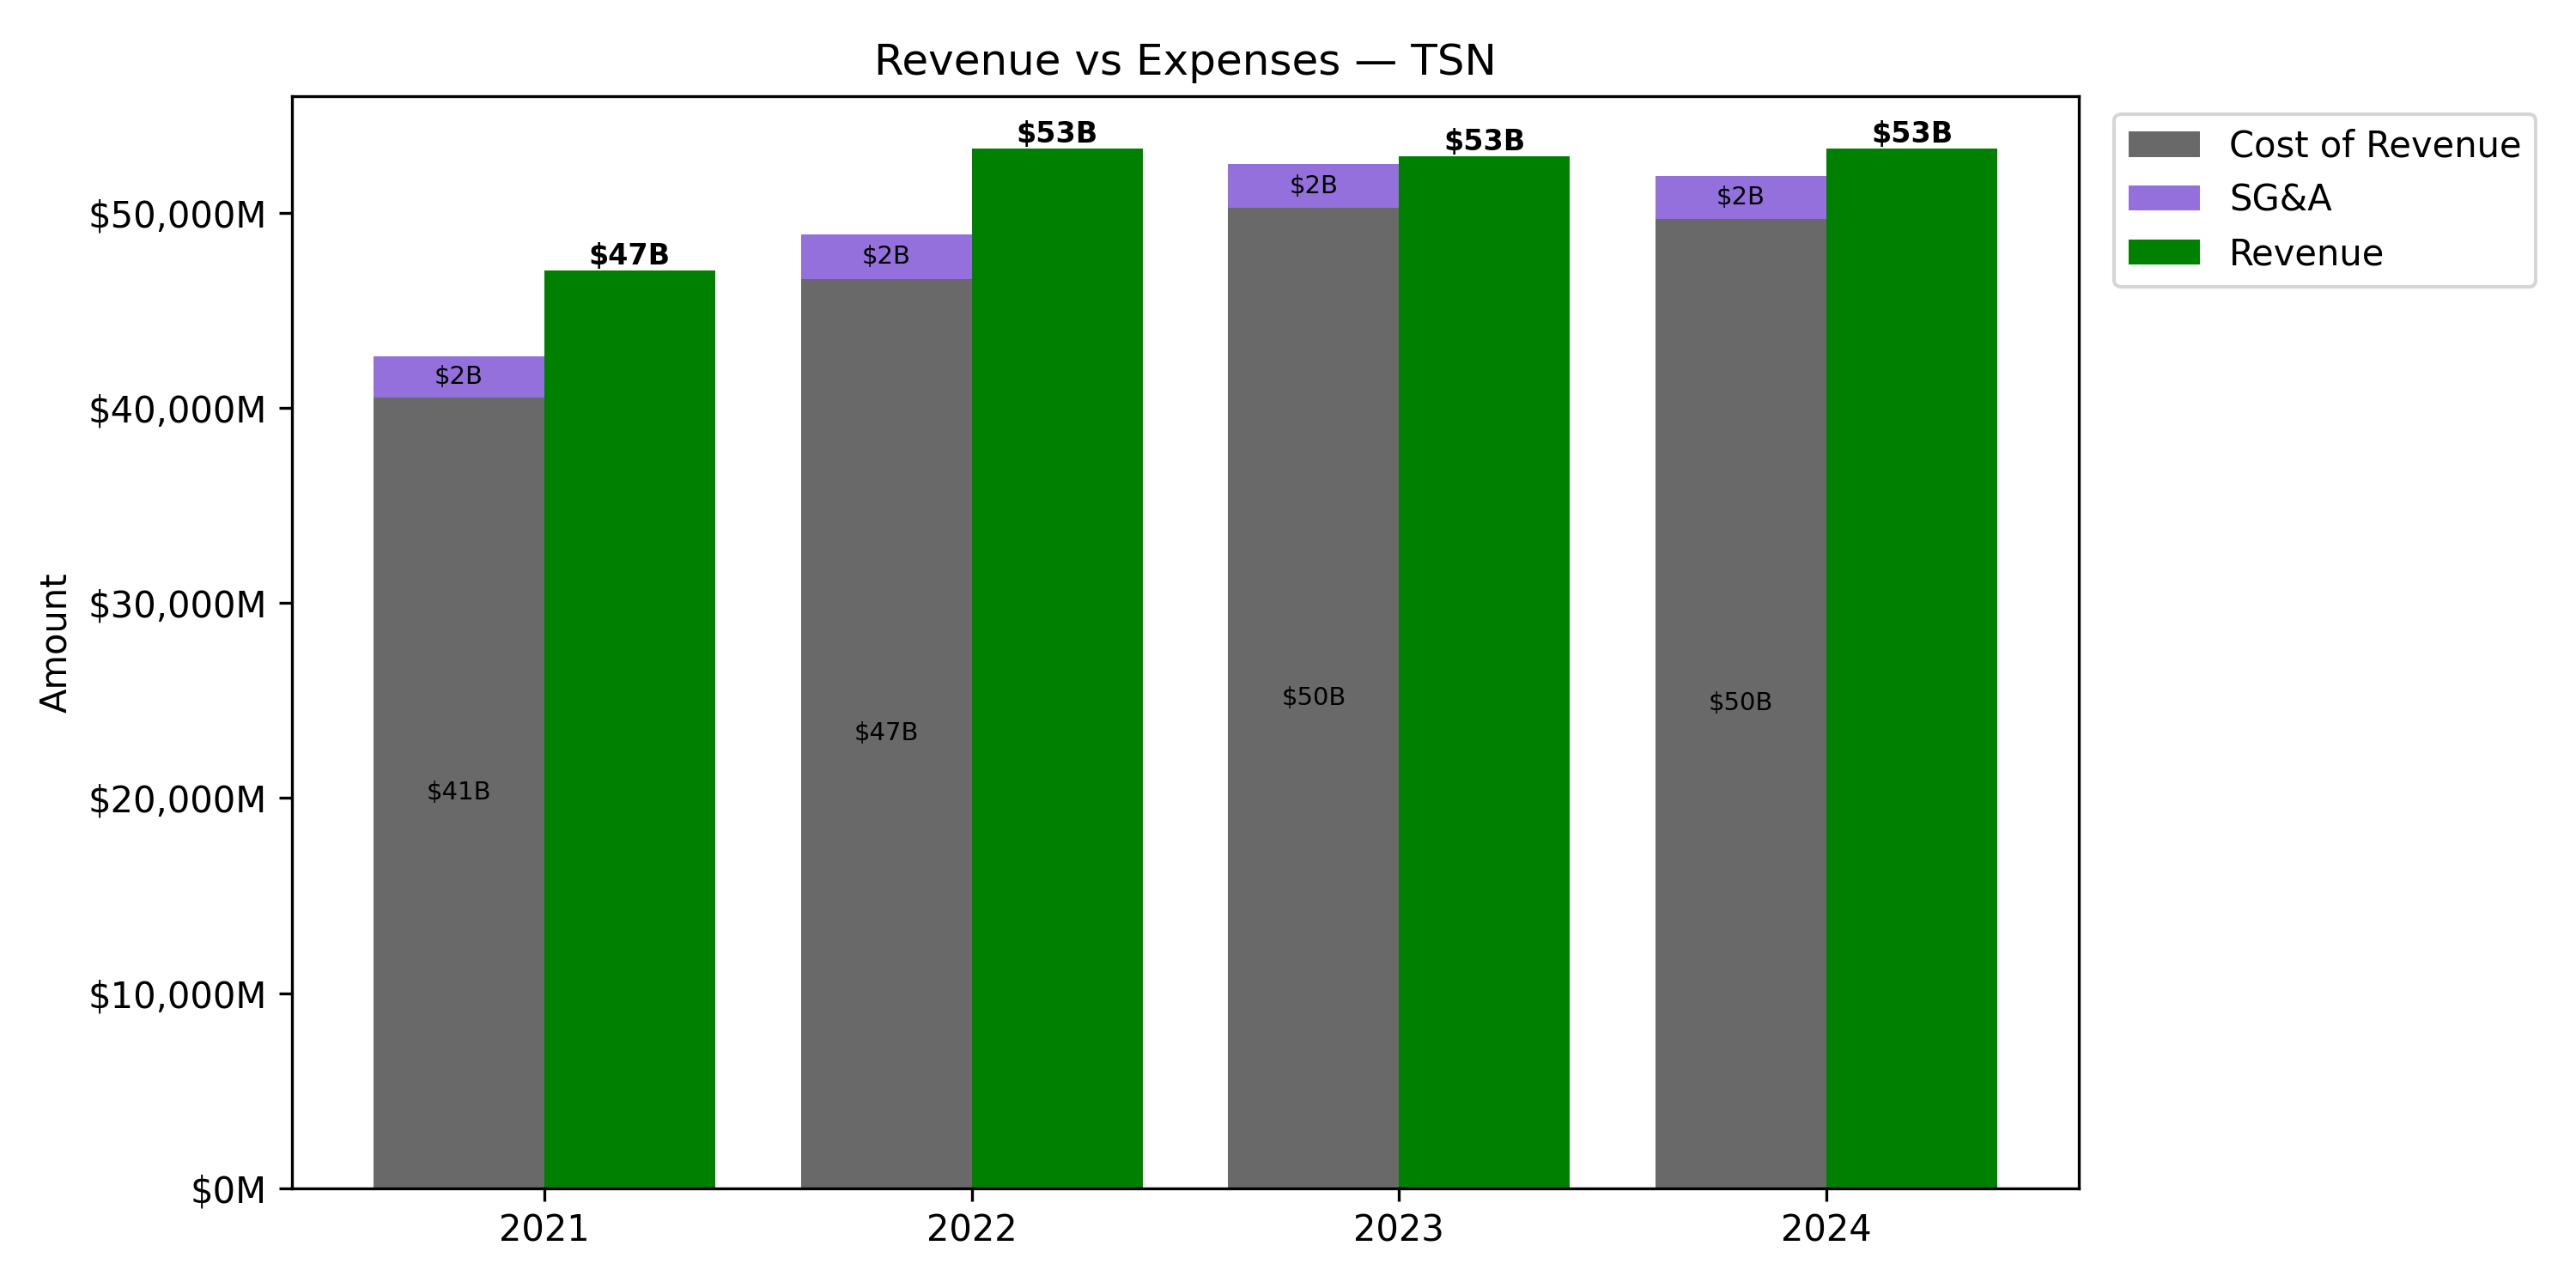 Revenue vs Expenses — TSN
Cost of Revenue
SG&A
Revenue
Amount
$50,000M
$40,000M
$30,000M
$20,000M
$10,000M
$0M
$53B
$53B
$53B
$47B
$2B
$2B
$2B
$2B
$50B
$50B
$47B
$41B
2021
2022
2023
2024